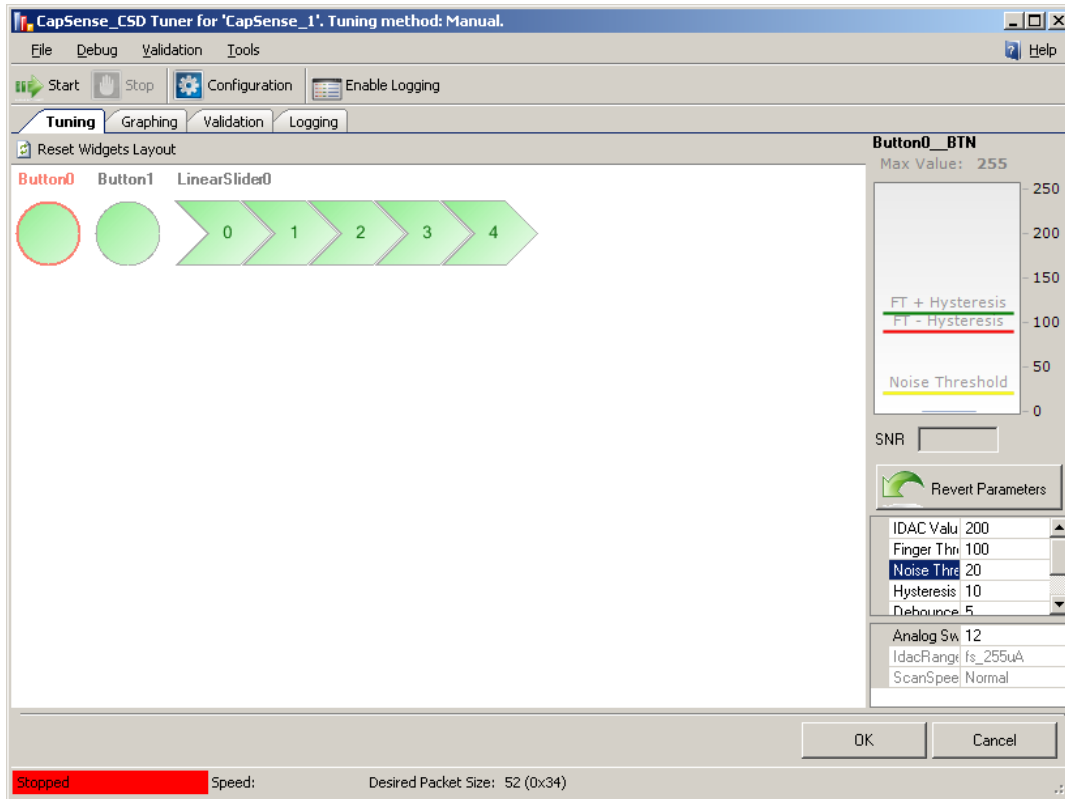 CapSense_CSD Tuner for 'CapSense_1'. Tuning method: Manual.
File Debug Validation Tools Help
Start Stop Configuration Enable Logging
Tuning Graphing Validation Logging
Reset Widgets Layout
Button0 Button1 LinearSlider0
0 1 2 3 4
Button0__BTN
Max Value: 255
250
200
150
FT + Hysteresis
FT - Hysteresis
100
50
Noise Threshold
0
SNR
Revert Parameters
IDAC Valu 200
Finger Thr 100
Noise Thre 20
Hysteresis 10
Debounce 5
Analog Sw 12
IdacRange fs_255uA
ScanSpee Normal
OK Cancel
Stopped Speed: Desired Packet Size: 52 (0x34)